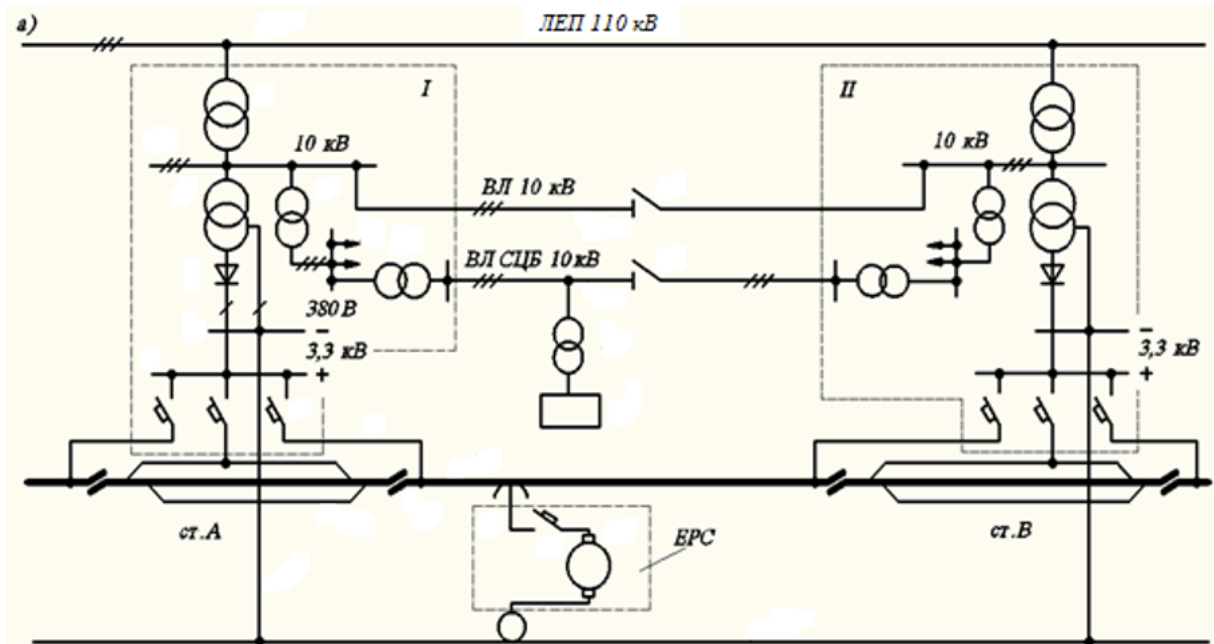 а)
ЛЕП 110 кВ
I
II
10 кВ
10 кВ
ВЛ 10 кВ
ВЛ СЦБ 10кВ
380В
−
3,3 кВ
+
−
3,3 кВ
+
ст.А
ст.В
ЕРС